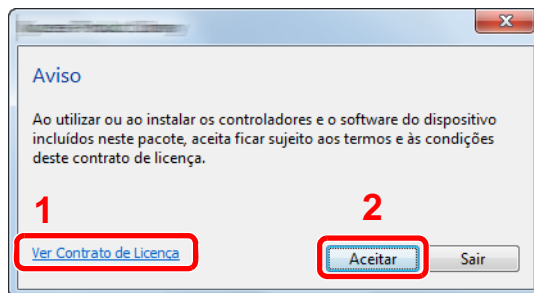 Aviso
Ao utilizar ou ao instalar os controladores e o software do dispositivo
incluídos neste pacote, aceita ficar sujeito aos termos e às condições
deste contrato de licença.
1
2
Ver Contrato de Licença
Aceitar
Sair